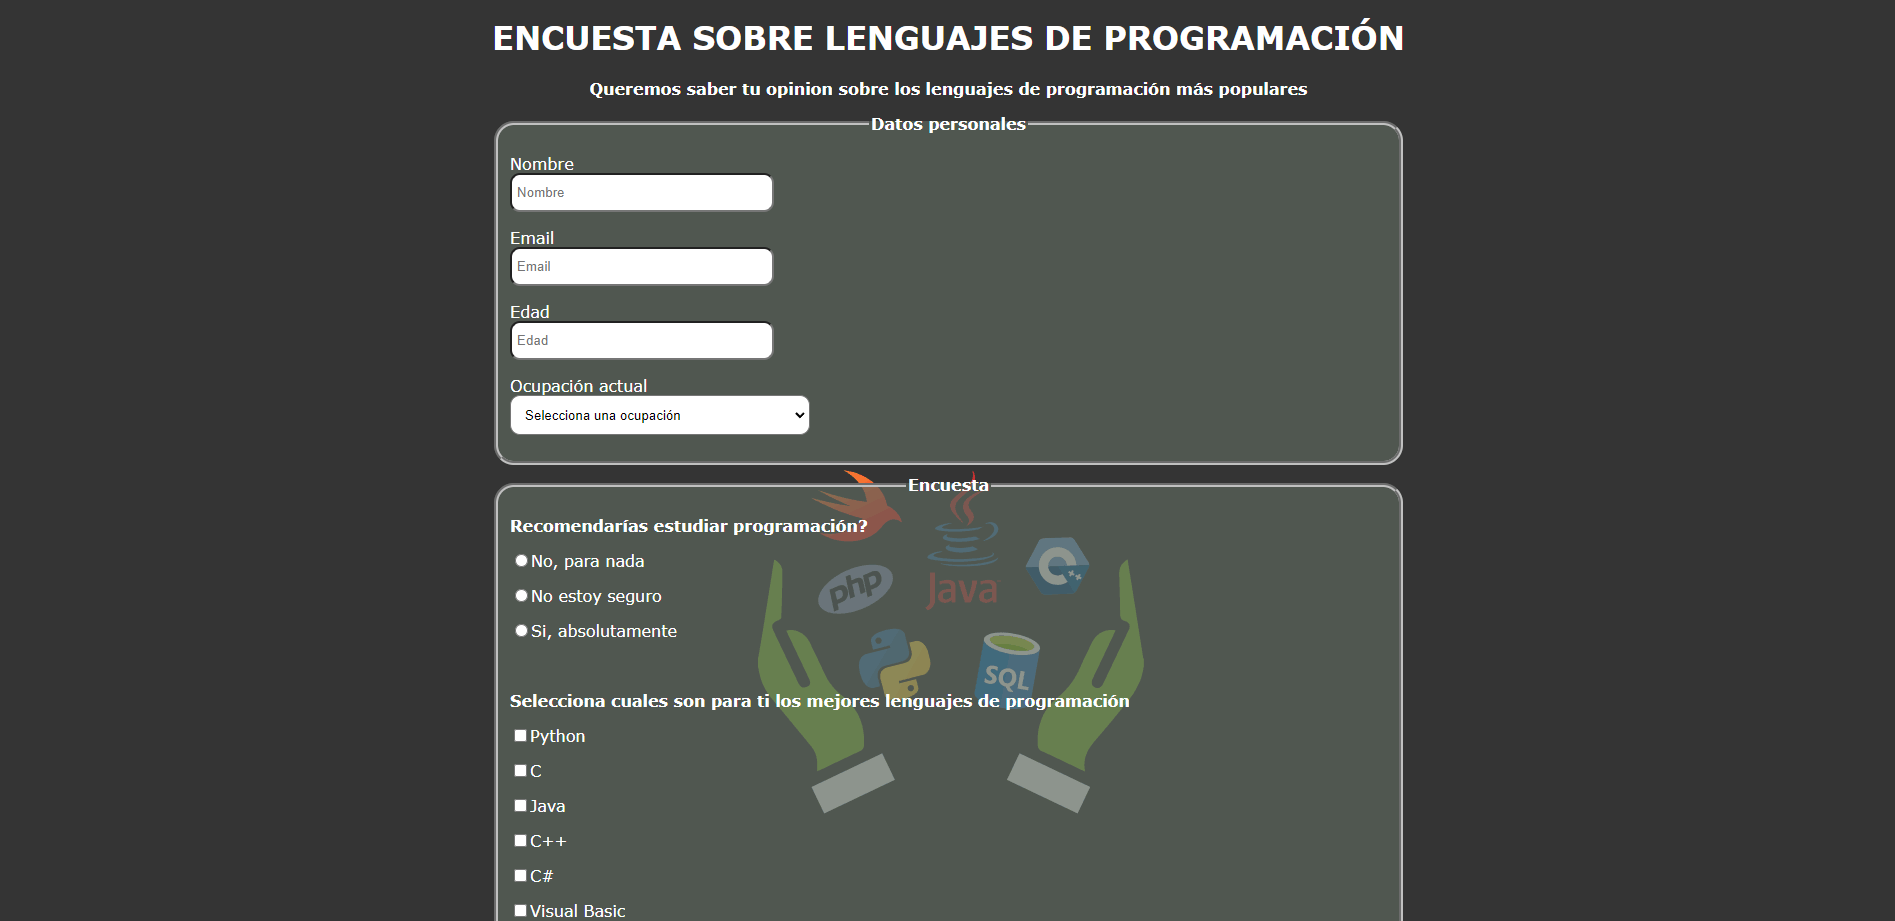 ENCUESTA SOBRE LENGUAJES DE PROGRAMACIÓN
Queremos saber tu opinion sobre los lenguajes de programación más populares
Datos personales
Nombre
Nombre
Email
Email
Edad
Edad
Ocupación actual
Selecciona una ocupación
Encuesta
Recomendarías estudiar programación?
No, para nada
No estoy seguro
Si, absolutamente
php
Java
C++
SQL
Selecciona cuales son para ti los mejores lenguajes de programación
Python
C
Java
C++
C#
Visual Basic